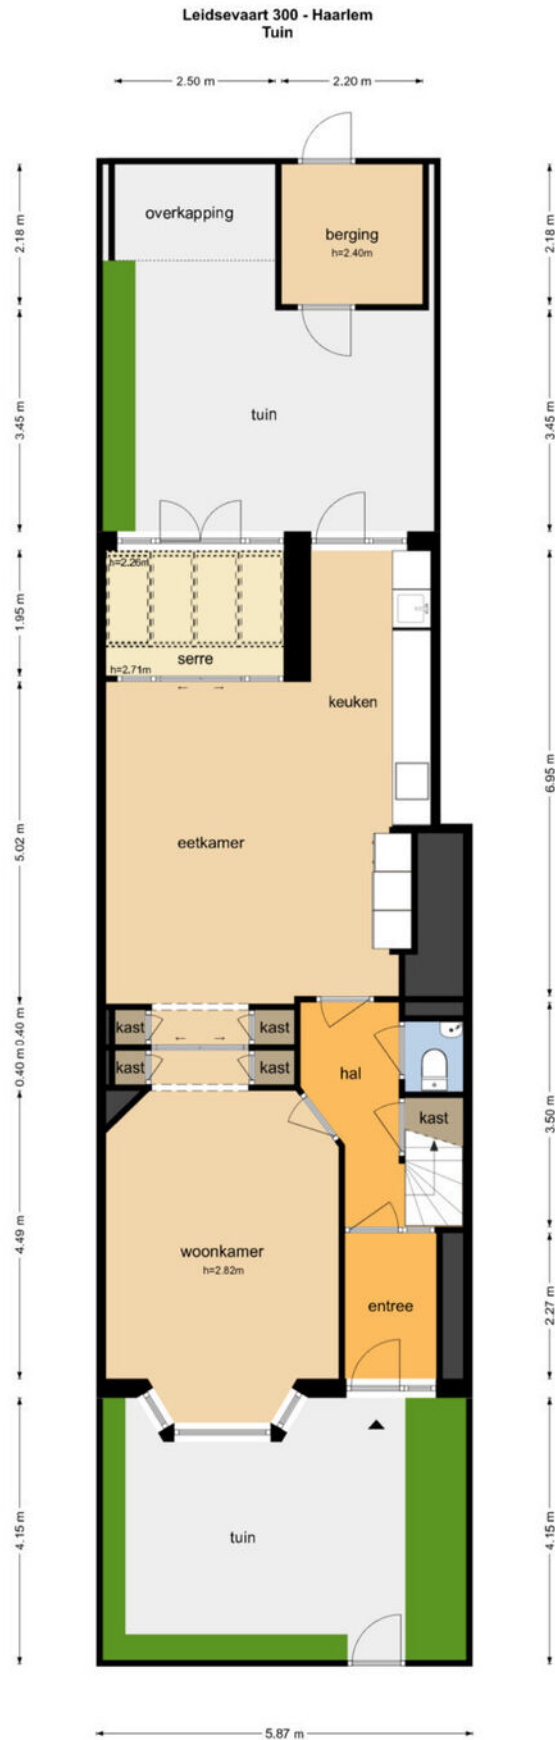 Leidsevaart 300 - Haarlem
Tuin
2.50 m
2.20 m
overkapping
berging
h=2.40m
2.18 m
2.18 m
tuin
3.45 m
3.45 m
h=2.26m
1.95 m
serre
h=2.71m
keuken
6.95 m
eetkamer
5.02 m
kast
kast
0.40 m
kast
kast
0.40 m
hal
kast
3.50 m
woonkamer
h=2.82m
4.49 m
entree
2.27 m
tuin
4.15 m
4.15 m
5.87 m